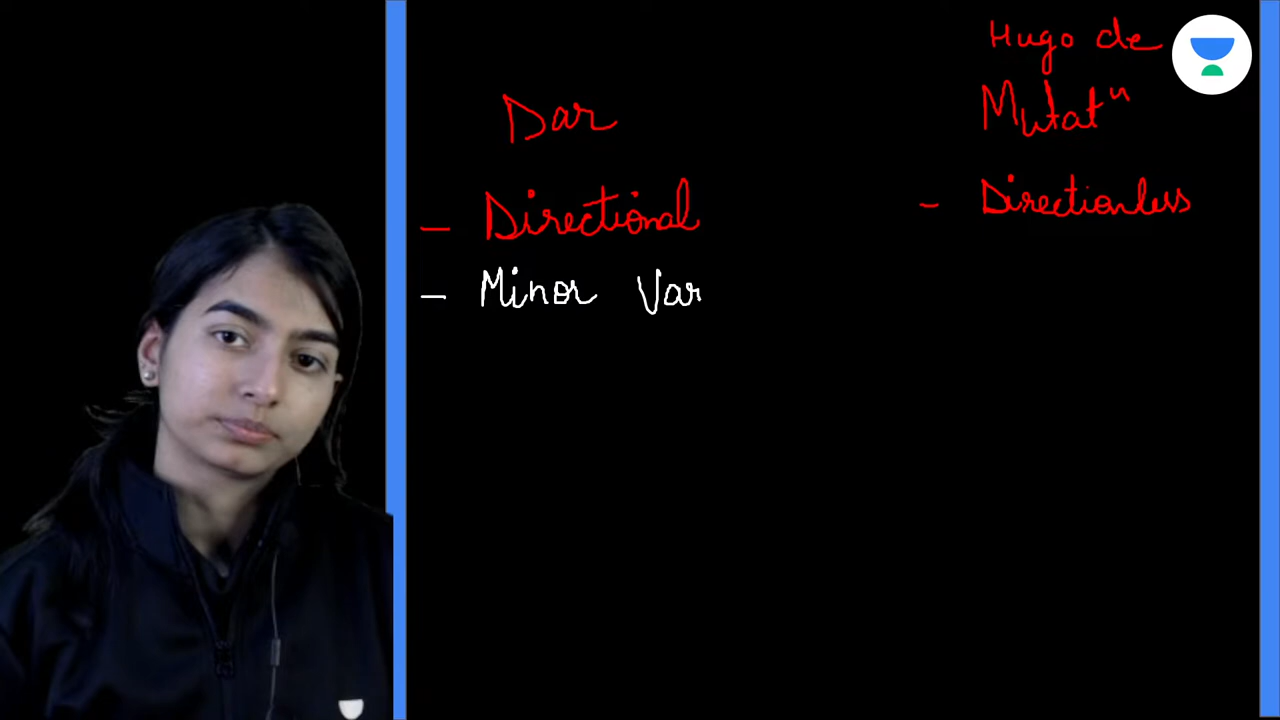 Hugo de
Mutatⁿ
Dar
- Directional
- Directionless
- Minor Var